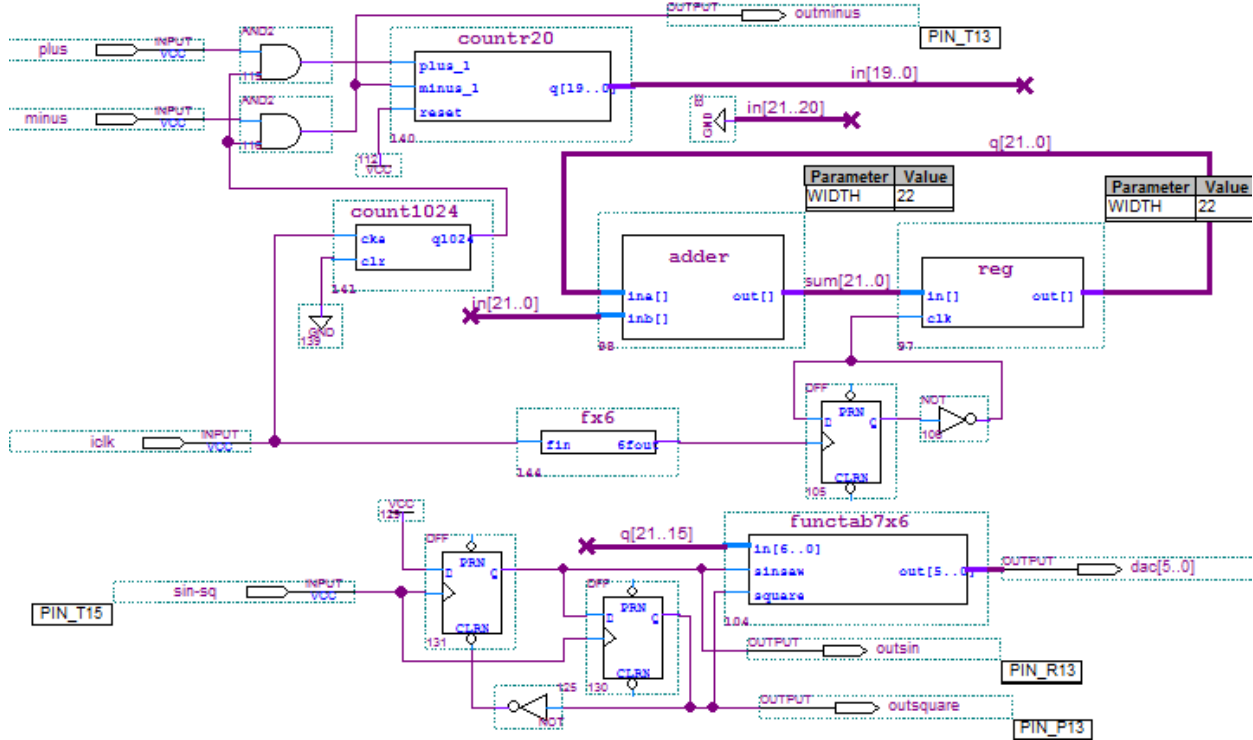 OUTPUT
outminus
PIN_T13
plus
INPUT
VCC
AND2
countr20
plus_1
minus_1
reset
q[19..0]
in[19..0]
140
minus
INPUT
VCC
AND2
112
VCC
GND
in[21..20]
q[21..0]
Parameter Value
WIDTH 22
Parameter Value
WIDTH 22
count1024
cka
clr
q1024
141
GND
139
adder
ina[]
inb[]
out[]
in[21..0]
98
sum[21..0]
reg
in[]
clk
out[]
97
iclk
INPUT
VCC
fx6
fin
6fout
144
DFF
PRN
D
Q
CLRN
105
NOT
VCC
functab7x6
q[21..15]
in[6..0]
sinsaw
square
out[5..0]
104
OUTPUT
dac[5..0]
sin-sq
INPUT
VCC
PIN_T15
DFF
PRN
D
Q
CLRN
131
DFF
PRN
D
Q
CLRN
130
125
NOT
OUTPUT
outsin
PIN_R13
OUTPUT
outsquare
PIN_P13